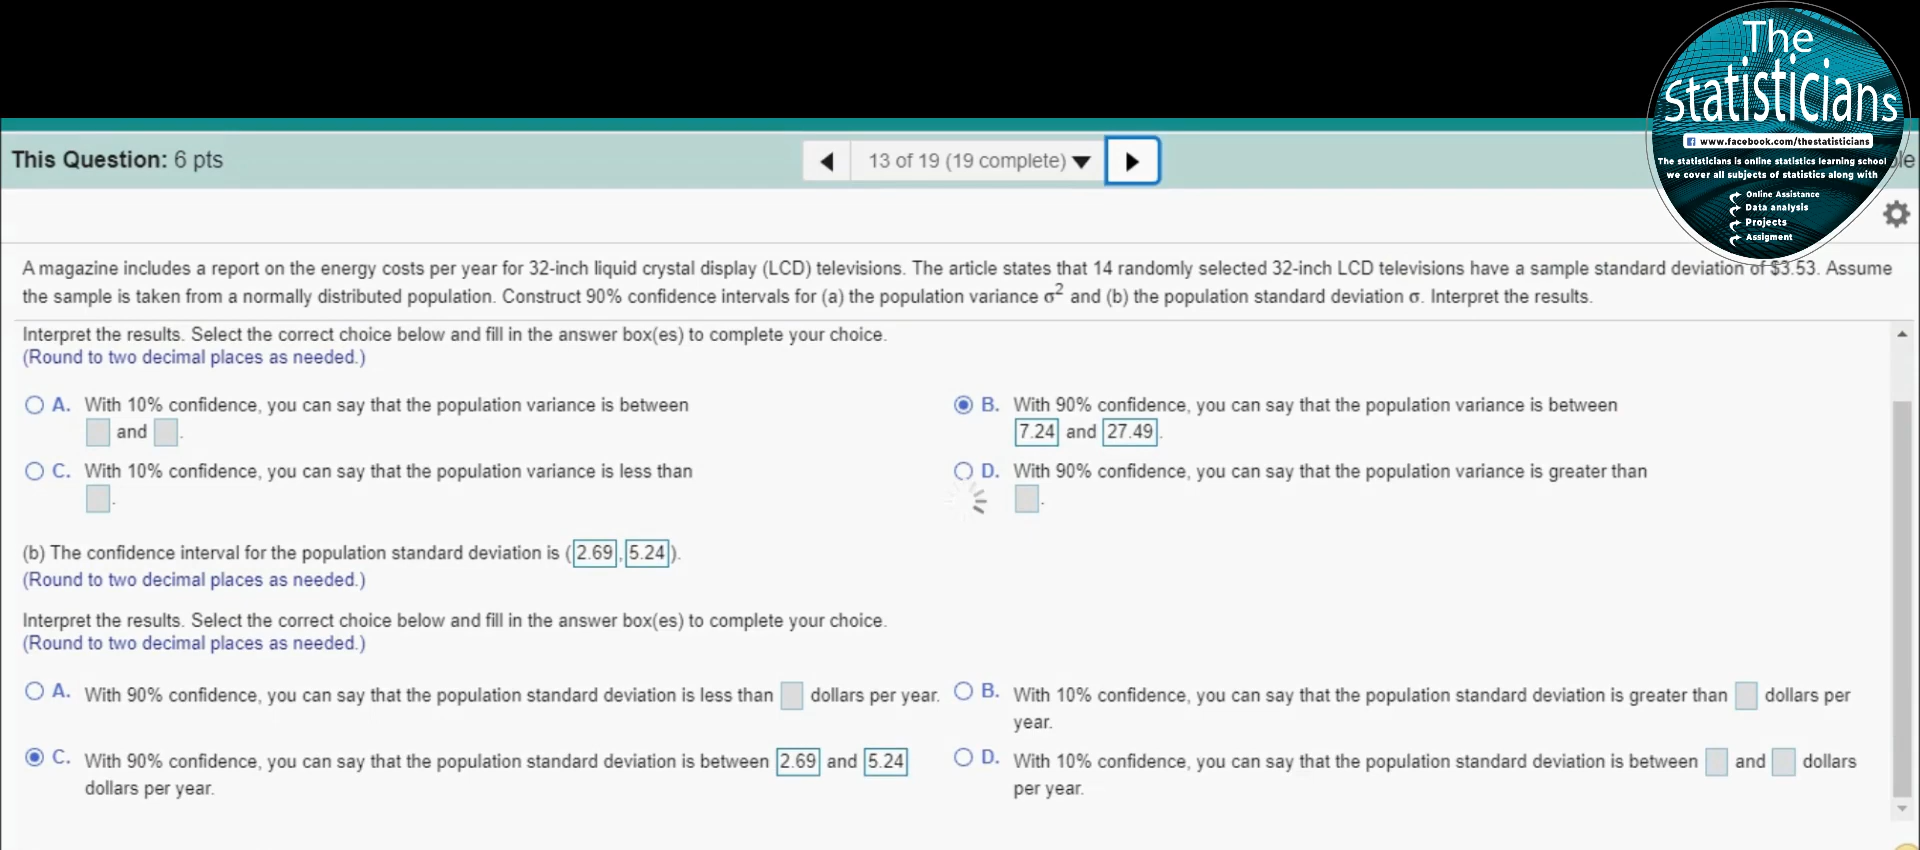 The
Statisticians
www.facebook.com/thestatisticians
The statisticians is online statistics learning school
we cover all subjects of statistics along with
Online Assistance
Data analysis
Projects
Assigment
This Question: 6 pts
13 of 19 (19 complete)
A magazine includes a report on the energy costs per year for 32-inch liquid crystal display (LCD) televisions. The article states that 14 randomly selected 32-inch LCD televisions have a sample standard deviation of $3.53. Assume
the sample is taken from a normally distributed population. Construct 90% confidence intervals for (a) the population variance σ² and (b) the population standard deviation σ. Interpret the results.
Interpret the results. Select the correct choice below and fill in the answer box(es) to complete your choice.
(Round to two decimal places as needed.)
A. With 10% confidence, you can say that the population variance is between
and .
B. With 90% confidence, you can say that the population variance is between
7.24 and 27.49.
C. With 10% confidence, you can say that the population variance is less than
.
D. With 90% confidence, you can say that the population variance is greater than
.
(b) The confidence interval for the population standard deviation is (2.69,5.24).
(Round to two decimal places as needed.)
Interpret the results. Select the correct choice below and fill in the answer box(es) to complete your choice.
(Round to two decimal places as needed.)
A. With 90% confidence, you can say that the population standard deviation is less than dollars per year.
B. With 10% confidence, you can say that the population standard deviation is greater than dollars per
year.
C. With 90% confidence, you can say that the population standard deviation is between 2.69 and 5.24
dollars per year.
D. With 10% confidence, you can say that the population standard deviation is between and dollars
per year.